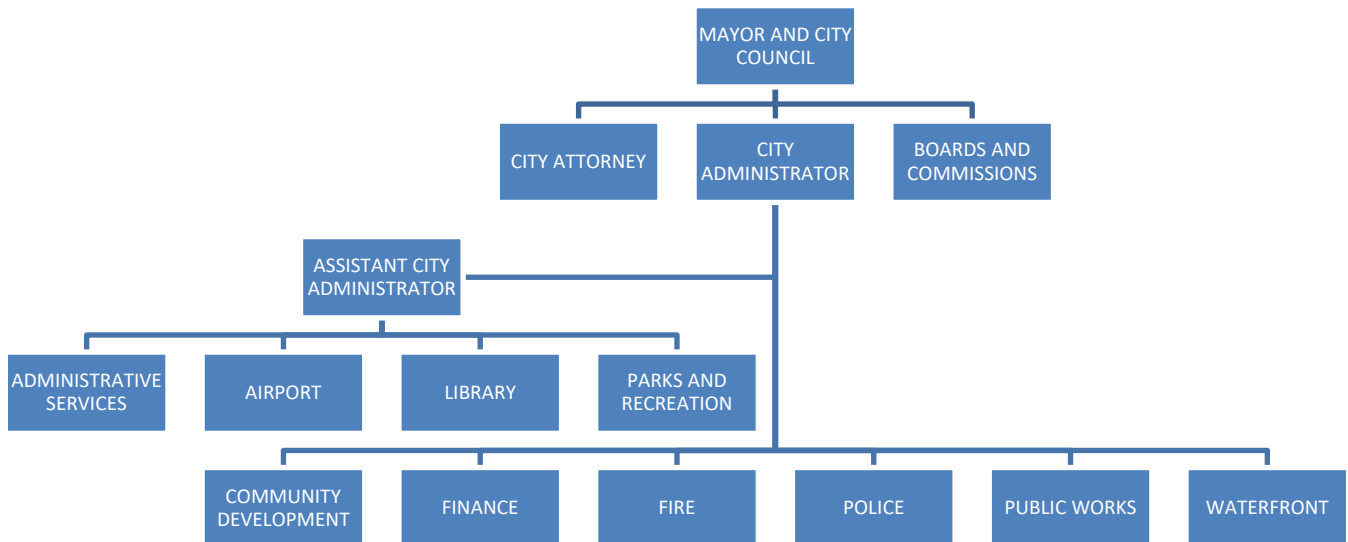 MAYOR AND CITY
COUNCIL
CITY ATTORNEY
CITY
ADMINISTRATOR
BOARDS AND
COMMISSIONS
ASSISTANT CITY
ADMINISTRATOR
ADMINISTRATIVE
SERVICES
AIRPORT
LIBRARY
PARKS AND
RECREATION
COMMUNITY
DEVELOPMENT
FINANCE
FIRE
POLICE
PUBLIC WORKS
WATERFRONT